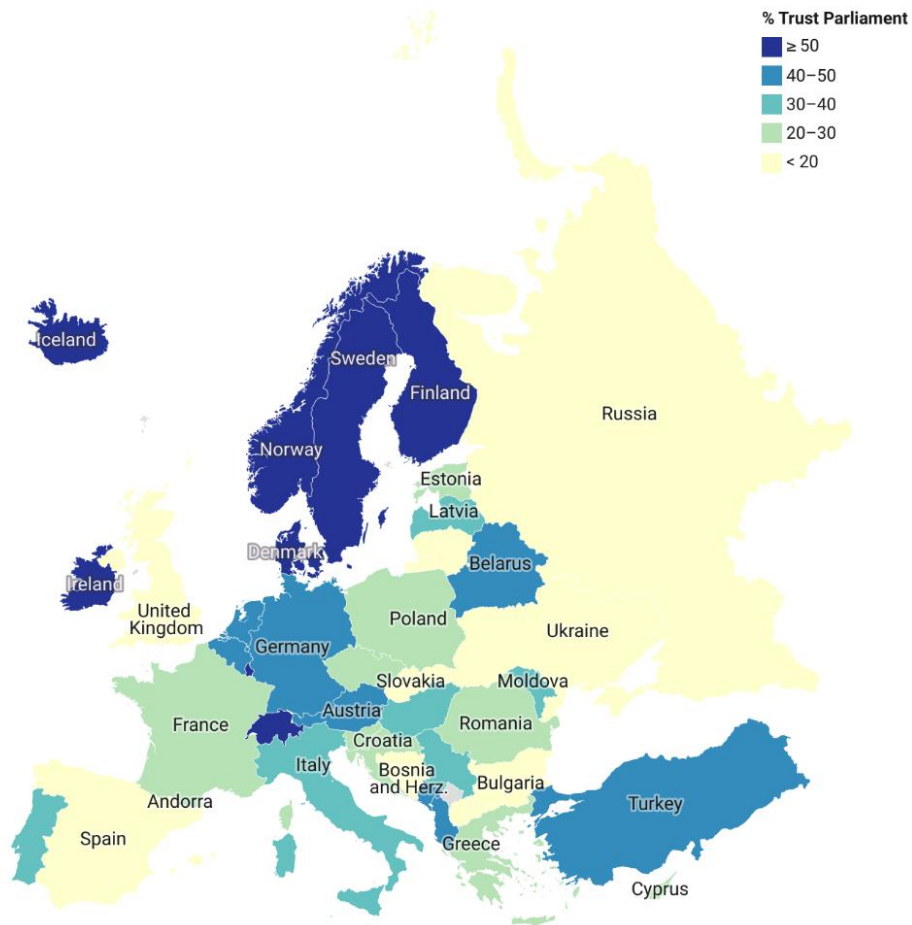 % Trust Parliament
≥ 50
40–50
30–40
20–30
< 20
Iceland
Sweden
Finland
Russia
Norway
Estonia
Latvia
Denmark
Belarus
Ireland
United
Kingdom
Poland
Ukraine
Germany
Slovakia
Moldova
Austria
France
Romania
Croatia
Italy
Bosnia
and Herz.
Bulgaria
Andorra
Turkey
Spain
Greece
Cyprus